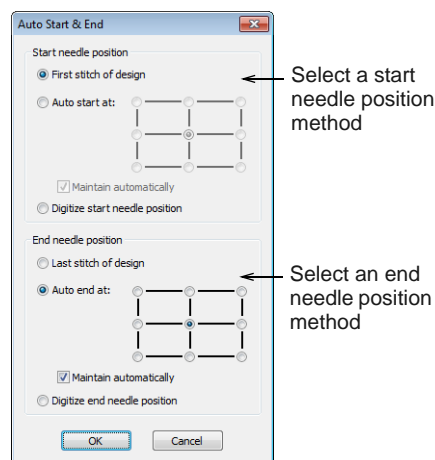 Auto Start & End
Start needle position
First stitch of design
Auto start at:
Maintain automatically
Digitize start needle position
Select a start
needle position
method
End needle position
Last stitch of design
Auto end at:
Maintain automatically
Digitize end needle position
Select an end
needle position
method
OK
Cancel